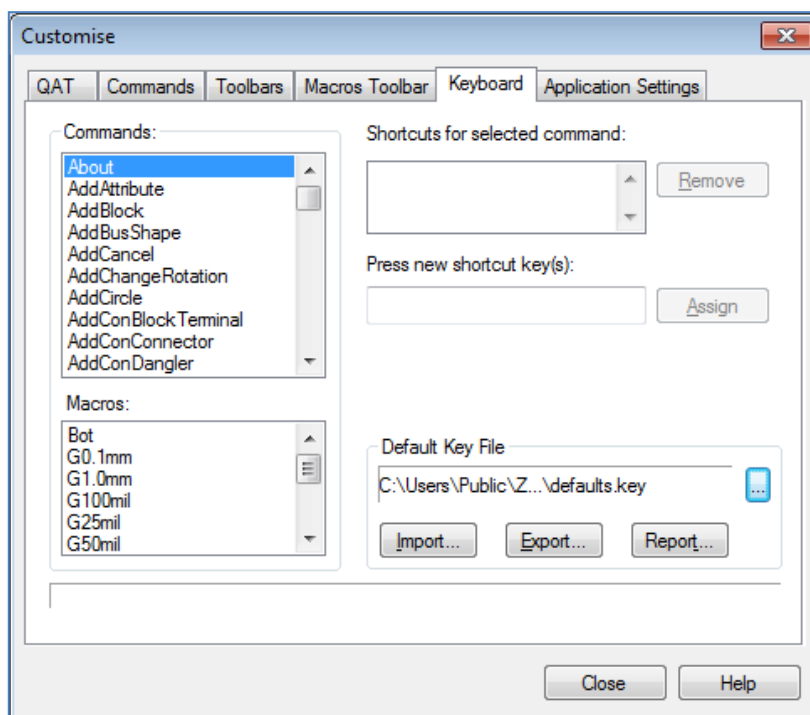 Customise
QAT Commands Toolbars Macros Toolbar Keyboard Application Settings
Commands:
About
AddAttribute
AddBlock
AddBusShape
AddCancel
AddChangeRotation
AddCircle
AddConBlockTerminal
AddConConnector
AddConDangler
Macros:
Bot
G0.1mm
G1.0mm
G100mil
G25mil
G50mil
Shortcuts for selected command:
Remove
Press new shortcut key(s):
Assign
Default Key File
C:\Users\Public\Z...\defaults.key ...
Import... Export... Report...
Close Help